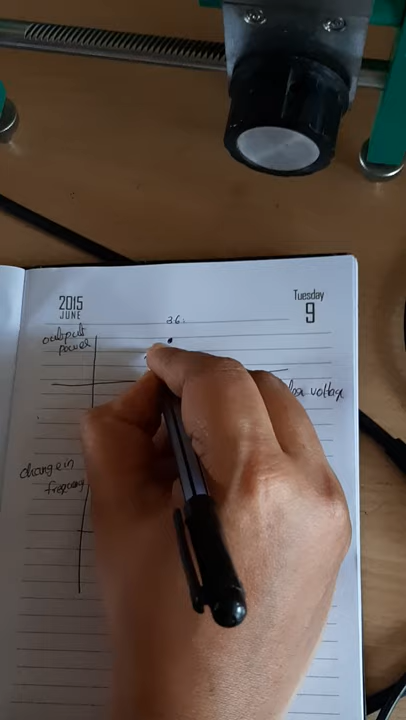 2015
JUNE
Tuesday
9
36.
output
power
voltage
change in
frequency